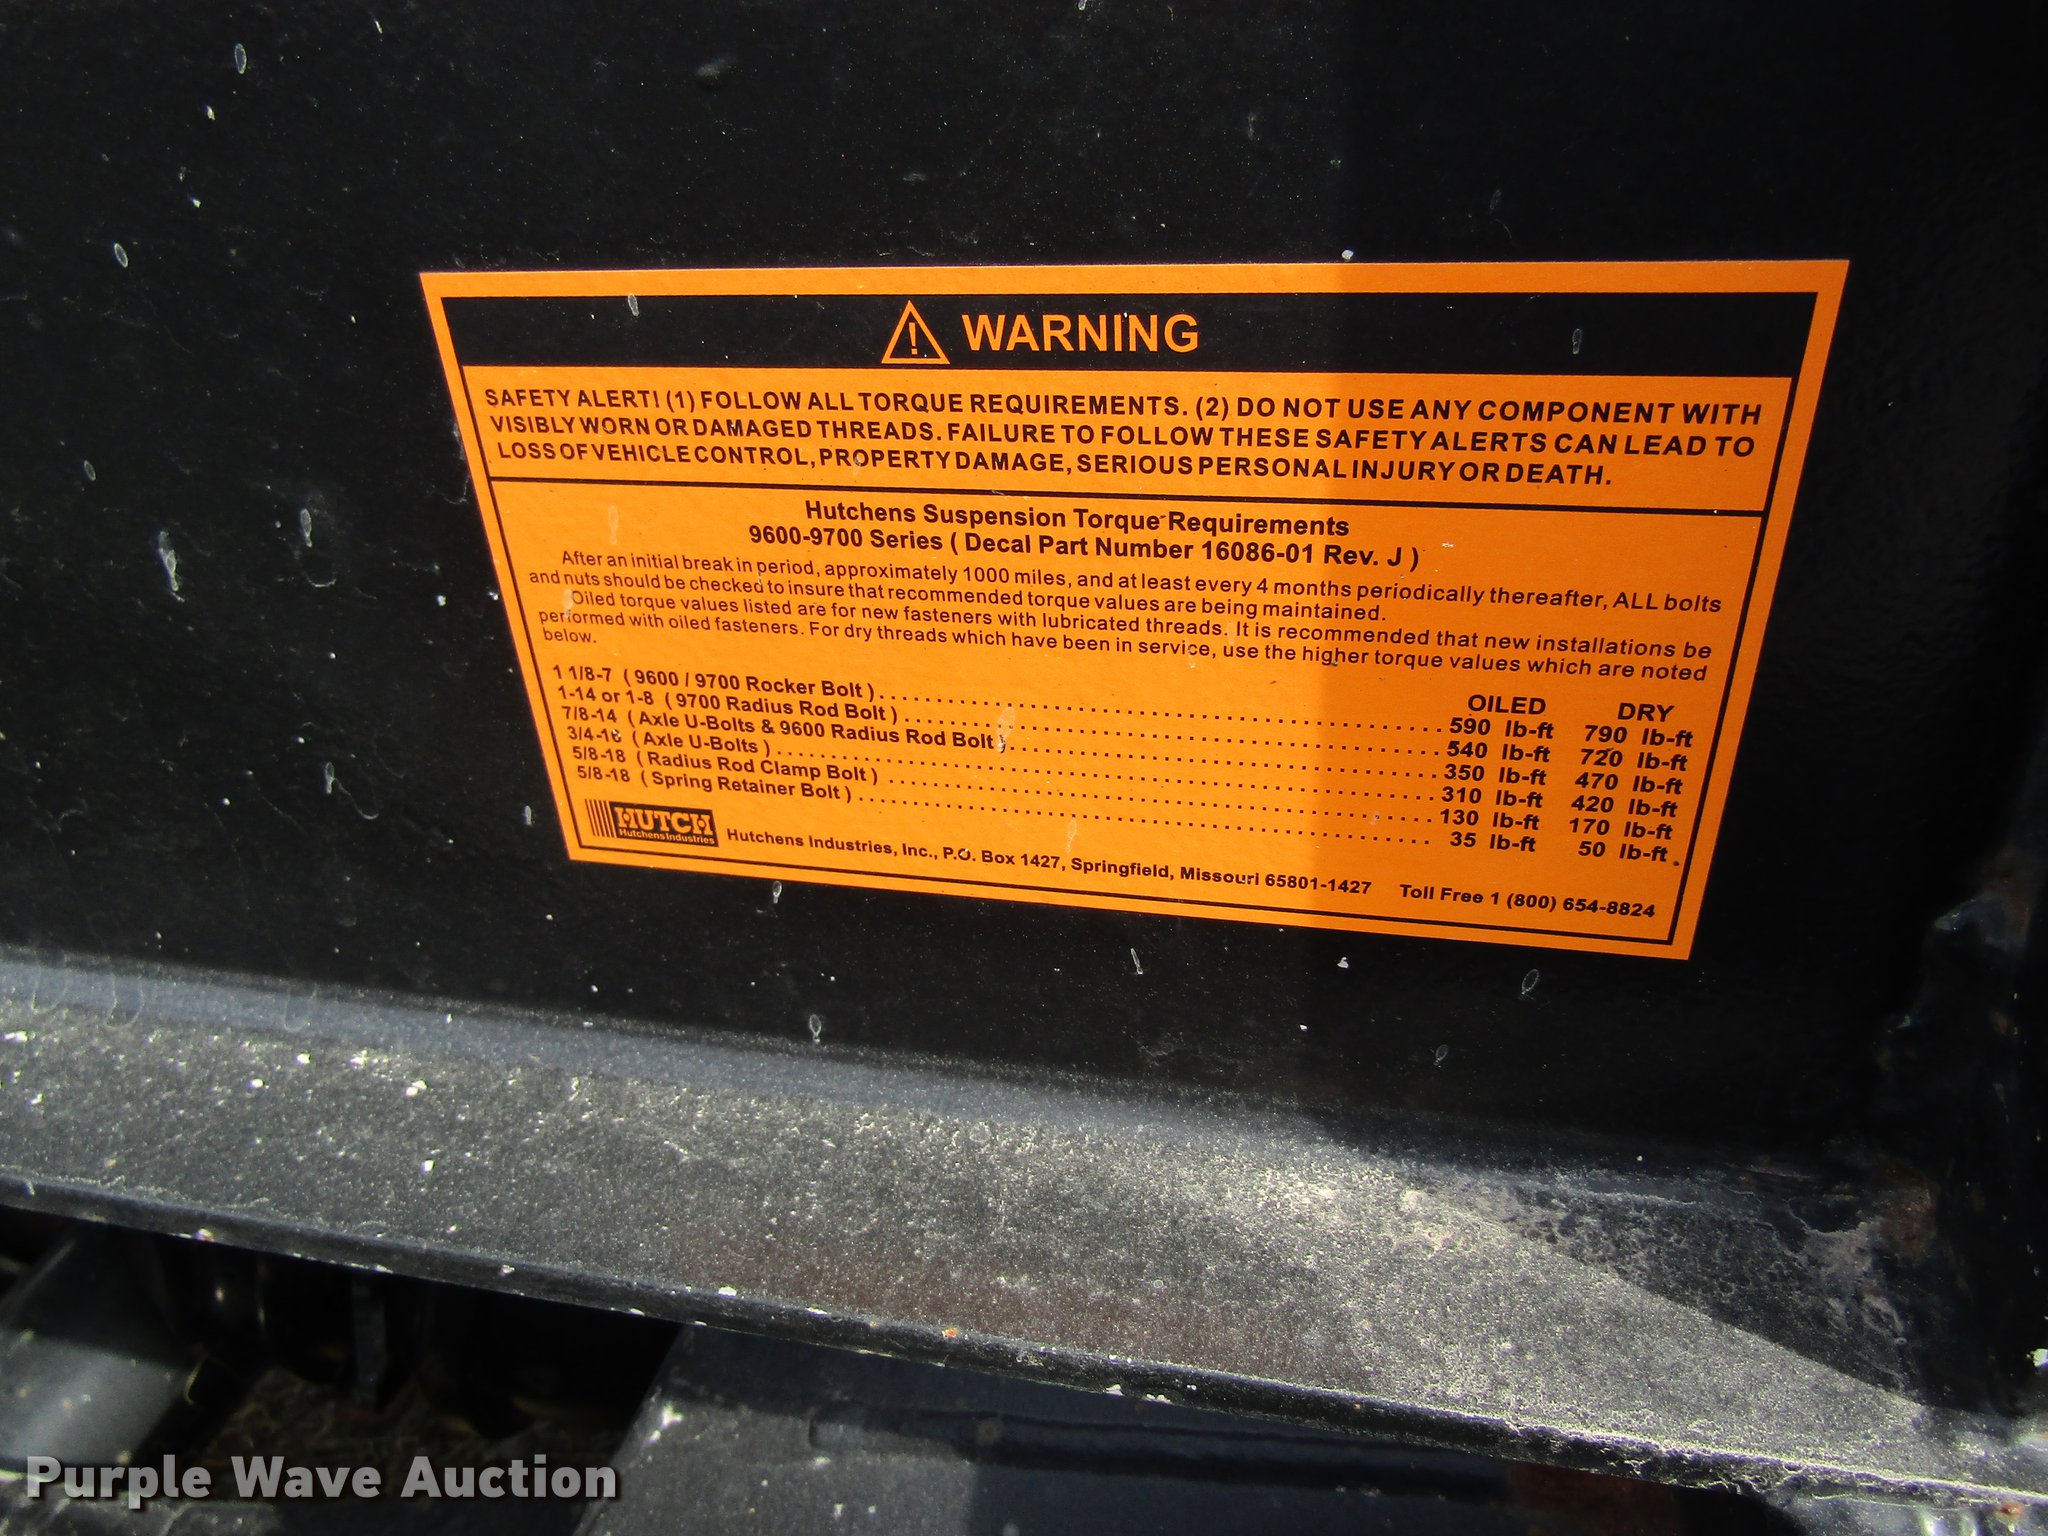 WARNING
SAFETY ALERT! (1) FOLLOW ALL TORQUE REQUIREMENTS. (2) DO NOT USE ANY COMPONENT WITH
VISIBLY WORN OR DAMAGED THREADS. FAILURE TO FOLLOW THESE SAFETY ALERTS CAN LEAD TO
LOSS OF VEHICLE CONTROL, PROPERTY DAMAGE, SERIOUS PERSONAL INJURY OR DEATH.
Hutchens Suspension Torque Requirements
9600-9700 Series ( Decal Part Number 16086-01 Rev. J )
After an initial break in period, approximately 1000 miles, and at least every 4 months periodically thereafter, ALL bolts
and nuts should be checked to insure that recommended torque values are being maintained.
Oiled torque values listed are for new fasteners with lubricated threads. It is recommended that new installations be
performed with oiled fasteners. For dry threads which have been in service, use the higher torque values which are noted
below.
OILED DRY
1 1/8-7 ( 9600 / 9700 Rocker Bolt ) 590 lb-ft 790 lb-ft
1-14 or 1-8 ( 9700 Radius Rod Bolt ) 540 lb-ft 720 lb-ft
7/8-14 ( Axle U-Bolts & 9600 Radius Rod Bolt ) 350 lb-ft 470 lb-ft
3/4-16 ( Axle U-Bolts ) 310 lb-ft 420 lb-ft
5/8-18 ( Radius Rod Clamp Bolt ) 130 lb-ft 170 lb-ft
5/8-18 ( Spring Retainer Bolt ) 35 lb-ft 50 lb-ft
HUTCH
Hutchens Industries
Hutchens Industries, Inc., P.O. Box 1427, Springfield, Missouri 65801-1427 Toll Free 1 (800) 654-8824
Purple Wave Auction